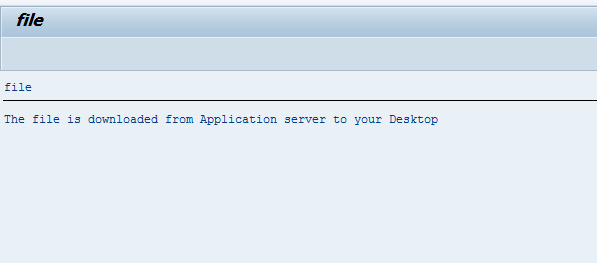 file
file
The file is downloaded from Application server to your Desktop